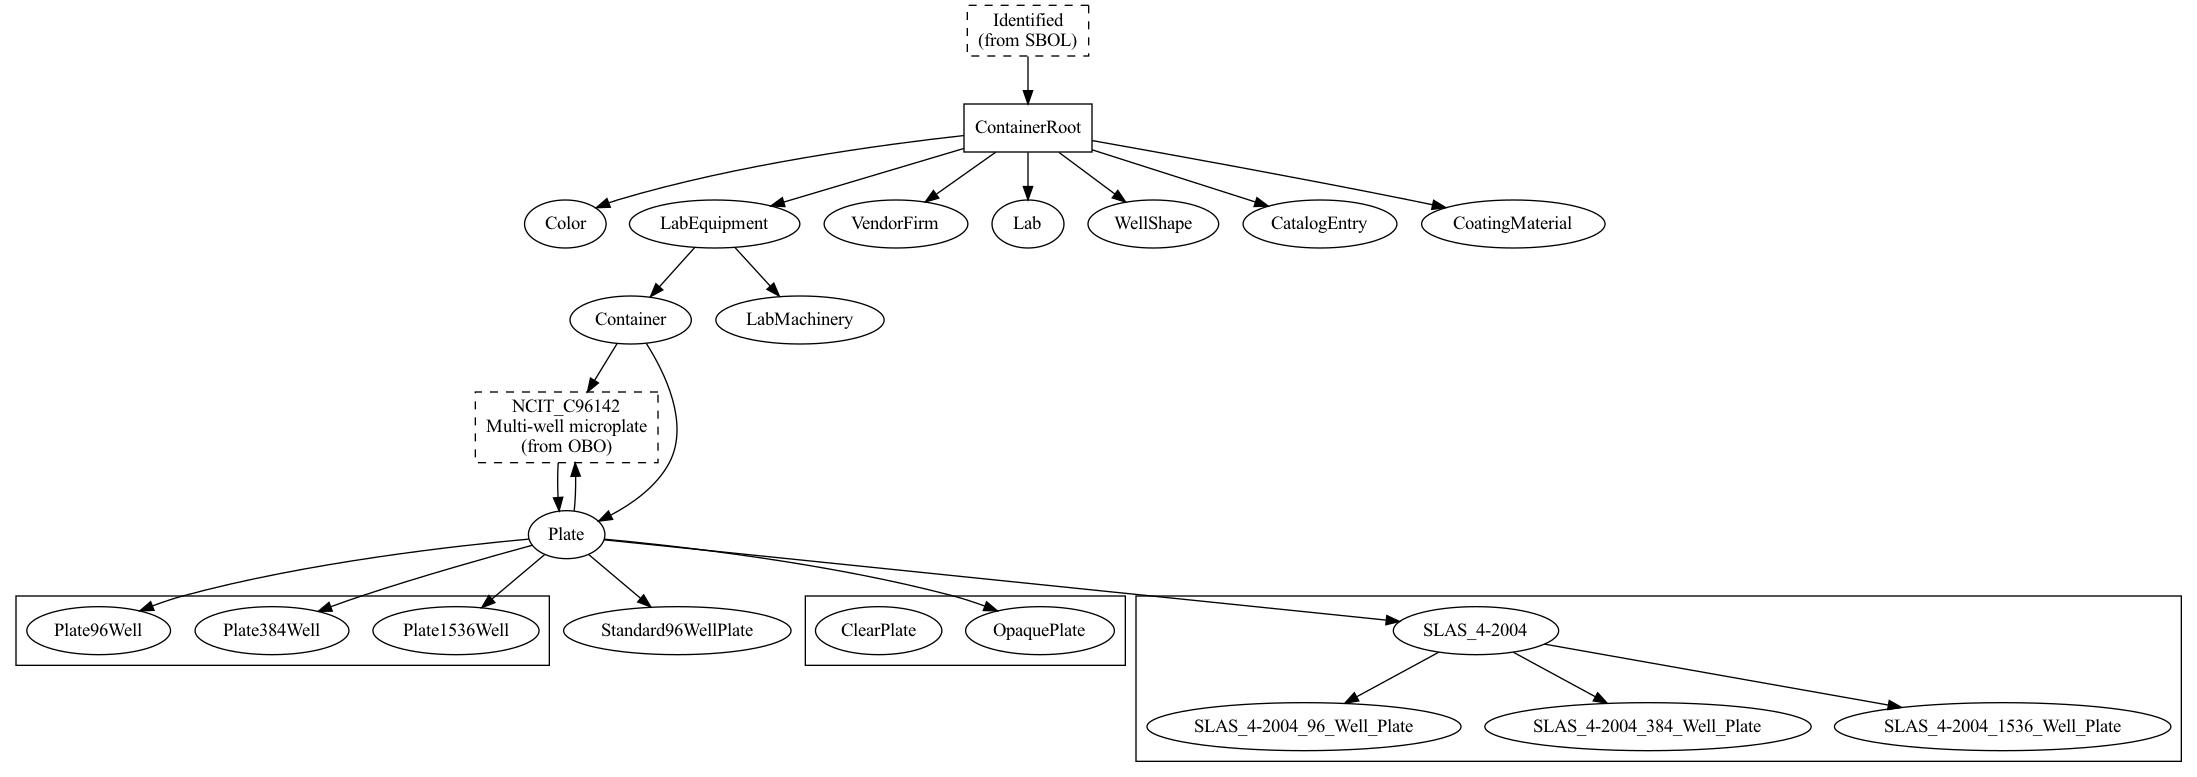 Identified
(from SBOL)
ContainerRoot
Color
LabEquipment
VendorFirm
Lab
WellShape
CatalogEntry
CoatingMaterial
Container
LabMachinery
NCIT_C96142
Multi-well microplate
(from OBO)
Plate
Plate96Well
Plate384Well
Plate1536Well
Standard96WellPlate
ClearPlate
OpaquePlate
SLAS_4-2004
SLAS_4-2004_96_Well_Plate
SLAS_4-2004_384_Well_Plate
SLAS_4-2004_1536_Well_Plate